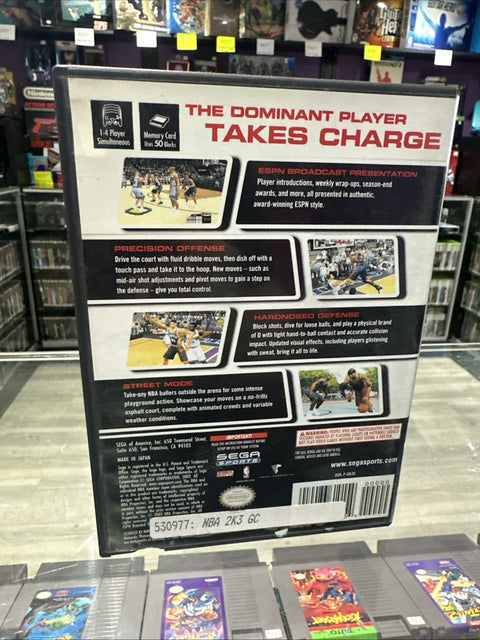 Nintendo
THE DOMINANT PLAYER
TAKES CHARGE
1-4 Player
Simultaneous
Memory Card
Uses 50 Blocks
ESPN BROADCAST PRESENTATION
Player introductions, weekly wrap-ups, season-end
awards, and more, all presented in authentic,
award-winning ESPN style.
PRECISION OFFENSE
Drive the court with fluid dribble moves, then dish off with a
touch pass and take it to the hoop. New moves – such as
mid-air shot adjustments and pivot moves to gain a step on
the defense – give you total control.
HARDNOSED DEFENSE
Block shots, dive for loose balls, and play a physical brand
of D with tight hand-to-ball contact and accurate collision
impact. Updated visual effects, including players glistening
with sweat, bring it all to life.
STREET MODE
Take any NBA ballers outside the arena for some intense
playground action. Showcase your moves on a no-frills
asphalt court, complete with animated crowds and variable
weather conditions.
SEGA of America, Inc. 650 Townsend Street,
Suite 650, San Francisco, CA 94103
MADE IN JAPAN
IMPORTANT!
SEGA
SPORTS
www.segasports.com
Nintendo
00000
530977: NBA 2K3 GC
TAITO